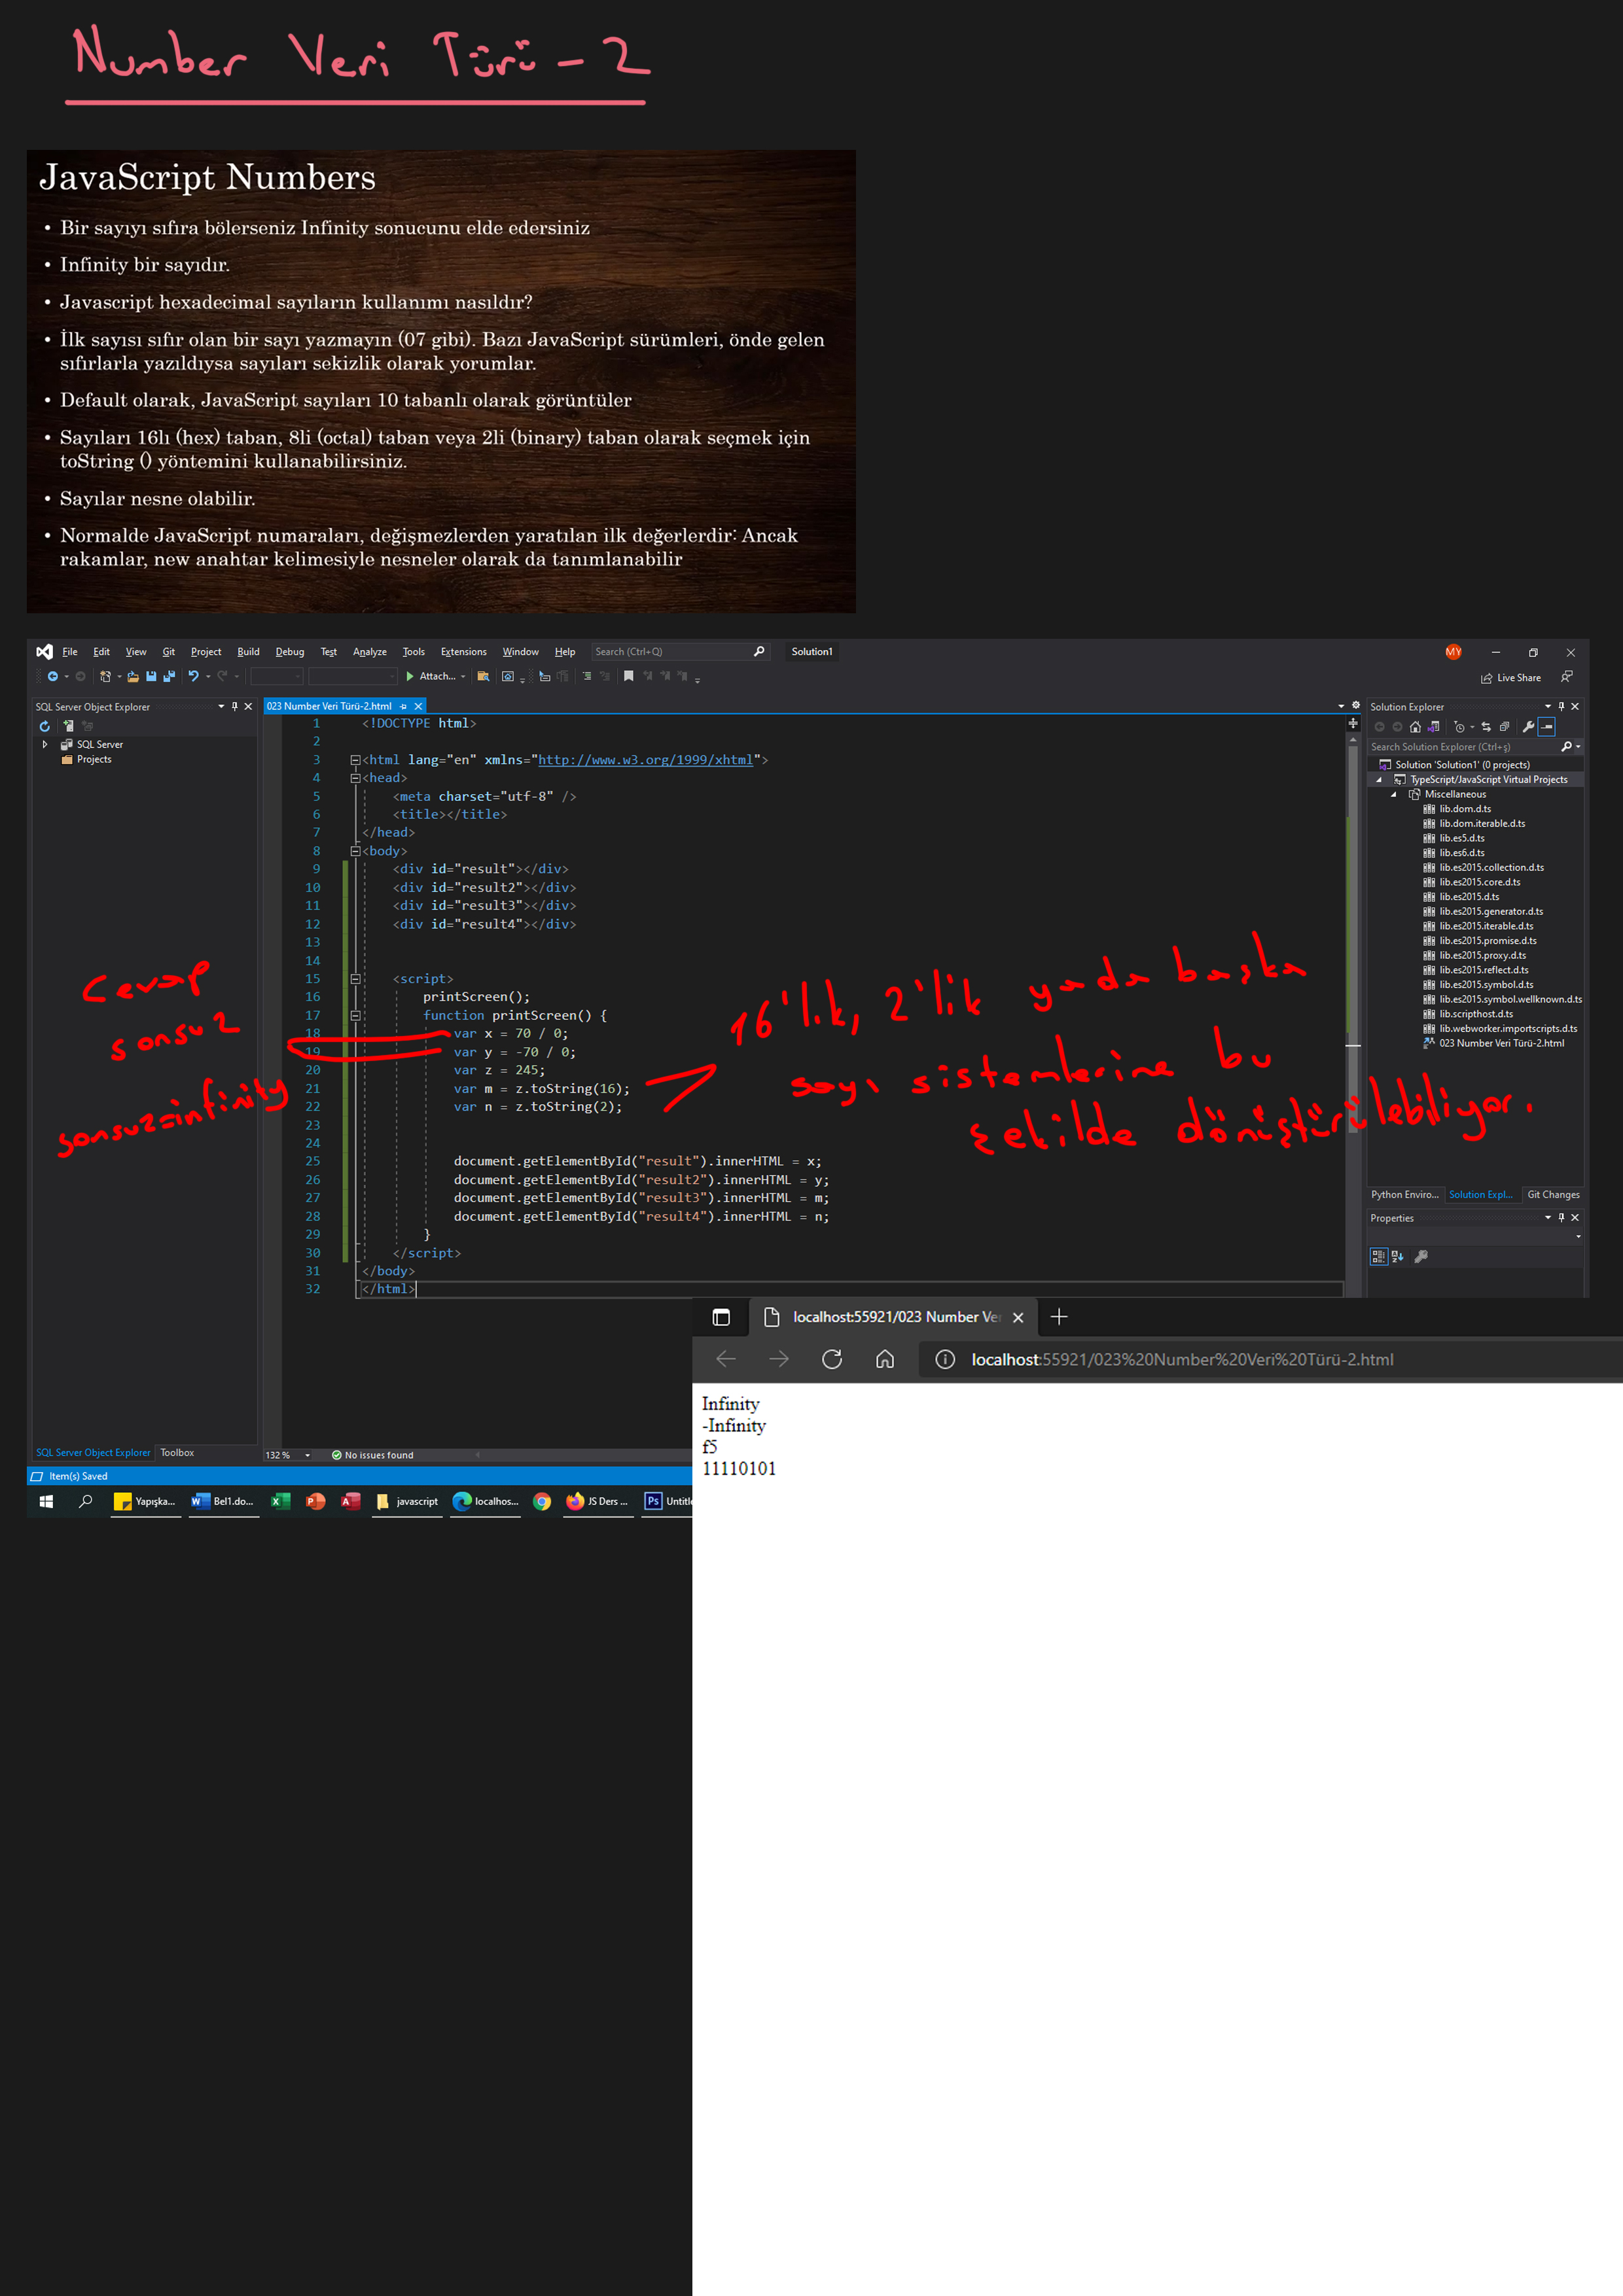 Number Veri Türü - 2
JavaScript Numbers
• Bir sayıyı sıfıra bölerseniz Infinity sonucunu elde edersiniz
• Infinity bir sayıdır.
• Javascript hexadecimal sayıların kullanımı nasıldır?
• İlk sayısı sıfır olan bir sayı yazmayın (07 gibi). Bazı JavaScript sürümleri, önde gelen
sıfırlarla yazıldıysa sayıları sekizlik olarak yorumlar.
• Default olarak, JavaScript sayıları 10 tabanlı olarak görüntüler
• Sayıları 16lı (hex) taban, 8li (octal) taban veya 2li (binary) taban olarak seçmek için
toString () yöntemini kullanabilirsiniz.
• Sayılar nesne olabilir.
• Normalde JavaScript numaraları, değişmezlerden yaratılan ilk değerlerdir: Ancak
rakamlar, new anahtar kelimesiyle nesneler olarak da tanımlanabilir
File Edit View Git Project Build Debug Test Analyze Tools Extensions Window Help Search (Ctrl+Q) Solution1 MY
Attach... Live Share
SQL Server Object Explorer
SQL Server
Projects
023 Number Veri Türü-2.html
1 <!DOCTYPE html>
2
3 <html lang="en" xmlns="http://www.w3.org/1999/xhtml">
4 <head>
5 <meta charset="utf-8" />
6 <title></title>
7 </head>
8 <body>
9 <div id="result"></div>
10 <div id="result2"></div>
11 <div id="result3"></div>
12 <div id="result4"></div>
13
14
15 <script>
16 printScreen();
17 function printScreen() {
18 var x = 70 / 0;
19 var y = -70 / 0;
20 var z = 245;
21 var m = z.toString(16);
22 var n = z.toString(2);
23
24
25 document.getElementById("result").innerHTML = x;
26 document.getElementById("result2").innerHTML = y;
27 document.getElementById("result3").innerHTML = m;
28 document.getElementById("result4").innerHTML = n;
29 }
30 </script>
31 </body>
32 </html>
Cevap
sonsuz
sonsuz=infinity
16'lık, 2'lik yada başka
sayı sistemlerine bu
şekilde dönüştürülebiliyor.
Solution Explorer
Search Solution Explorer (Ctrl+ş)
Solution 'Solution1' (0 projects)
TypeScript/JavaScript Virtual Projects
Miscellaneous
lib.dom.d.ts
lib.dom.iterable.d.ts
lib.es5.d.ts
lib.es6.d.ts
lib.es2015.collection.d.ts
lib.es2015.core.d.ts
lib.es2015.d.ts
lib.es2015.generator.d.ts
lib.es2015.iterable.d.ts
lib.es2015.promise.d.ts
lib.es2015.proxy.d.ts
lib.es2015.reflect.d.ts
lib.es2015.symbol.d.ts
lib.es2015.symbol.wellknown.d.ts
lib.scripthost.d.ts
lib.webworker.importscripts.d.ts
023 Number Veri Türü-2.html
Python Enviro... Solution Expl... Git Changes
Properties
SQL Server Object Explorer Toolbox
132 % No issues found
Item(s) Saved
Yapışka... Bel1.do... javascript localhos... JS Ders ... Ps Untitle
localhost:55921/023 Number Ve
localhost:55921/023%20Number%20Veri%20Türü-2.html
Infinity
-Infinity
f5
11110101